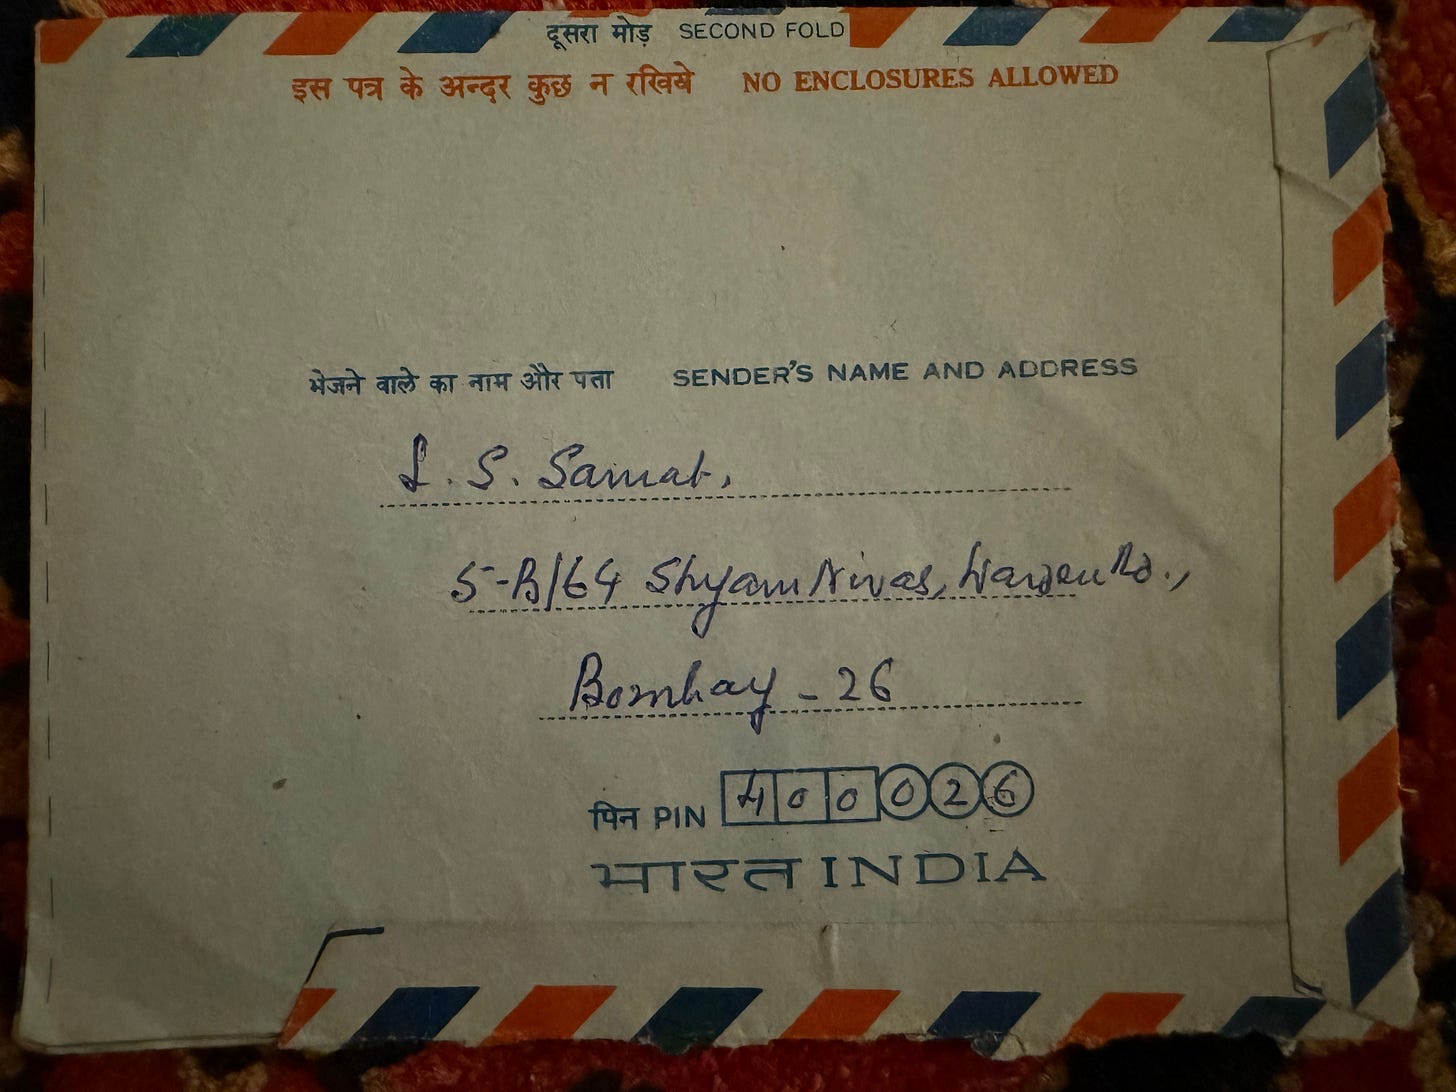 दूसरा मोड़ SECOND FOLD
इस पत्र के अन्दर कुछ न रखिये NO ENCLOSURES ALLOWED
भेजने वाले का नाम और पता SENDER'S NAME AND ADDRESS
L. S. Samat,
5-B/64 Shyam Nivas, Warden Rd.,
Bombay - 26
पिन PIN 400026
भारत INDIA